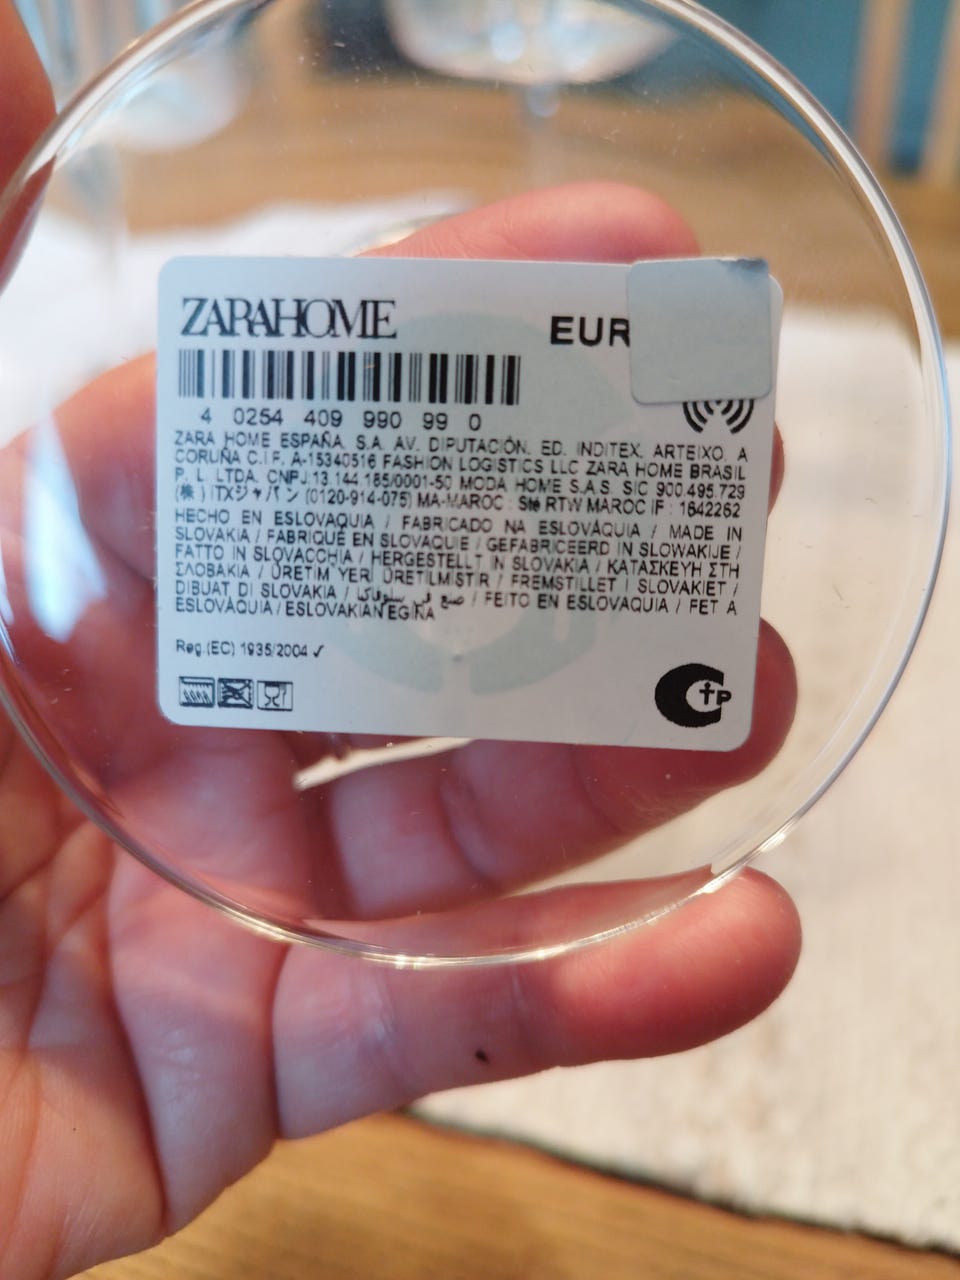 ZARAHOME
EUR
4 0254 409 990 99 0
ZARA HOME ESPAÑA, S.A. AV. DIPUTACIÓN. ED. INDITEX. ARTEIXO. A
CORUÑA C.I.F. A-15340516 FASHION LOGISTICS LLC ZARA HOME BRASIL
P. L. LTDA. CNPJ.13.144.185/0001-50 MODA HOME S.A.S. SIC 900.495.729
(株) ITXジャパン (0120-914-075) MA-MAROC : Sté RTW MAROC IF : 1642262
HECHO EN ESLOVAQUIA / FABRICADO NA ESLOVÁQUIA / MADE IN
SLOVAKIA / FABRIQUÉ EN SLOVAQUIE / GEFABRICEERD IN SLOWAKIJE /
FATTO IN SLOVACCHIA / HERGESTELLT IN SLOVAKIA / ΚΑΤΑΣΚΕΥΗ ΣΤΗ
ΣΛΟΒΑΚΙΑ / ÜRETIM YERI ÜRETILMISTIR / FREMSTILLET I SLOVAKIET /
DIBUAT DI SLOVAKIA / صنع في سلوفاكيا / FEITO EN ESLOVAQUIA / FET A
ESLOVÀQUIA / ESLOVAKIAN EGINA
Reg.(EC) 1935/2004 ✓
CTP